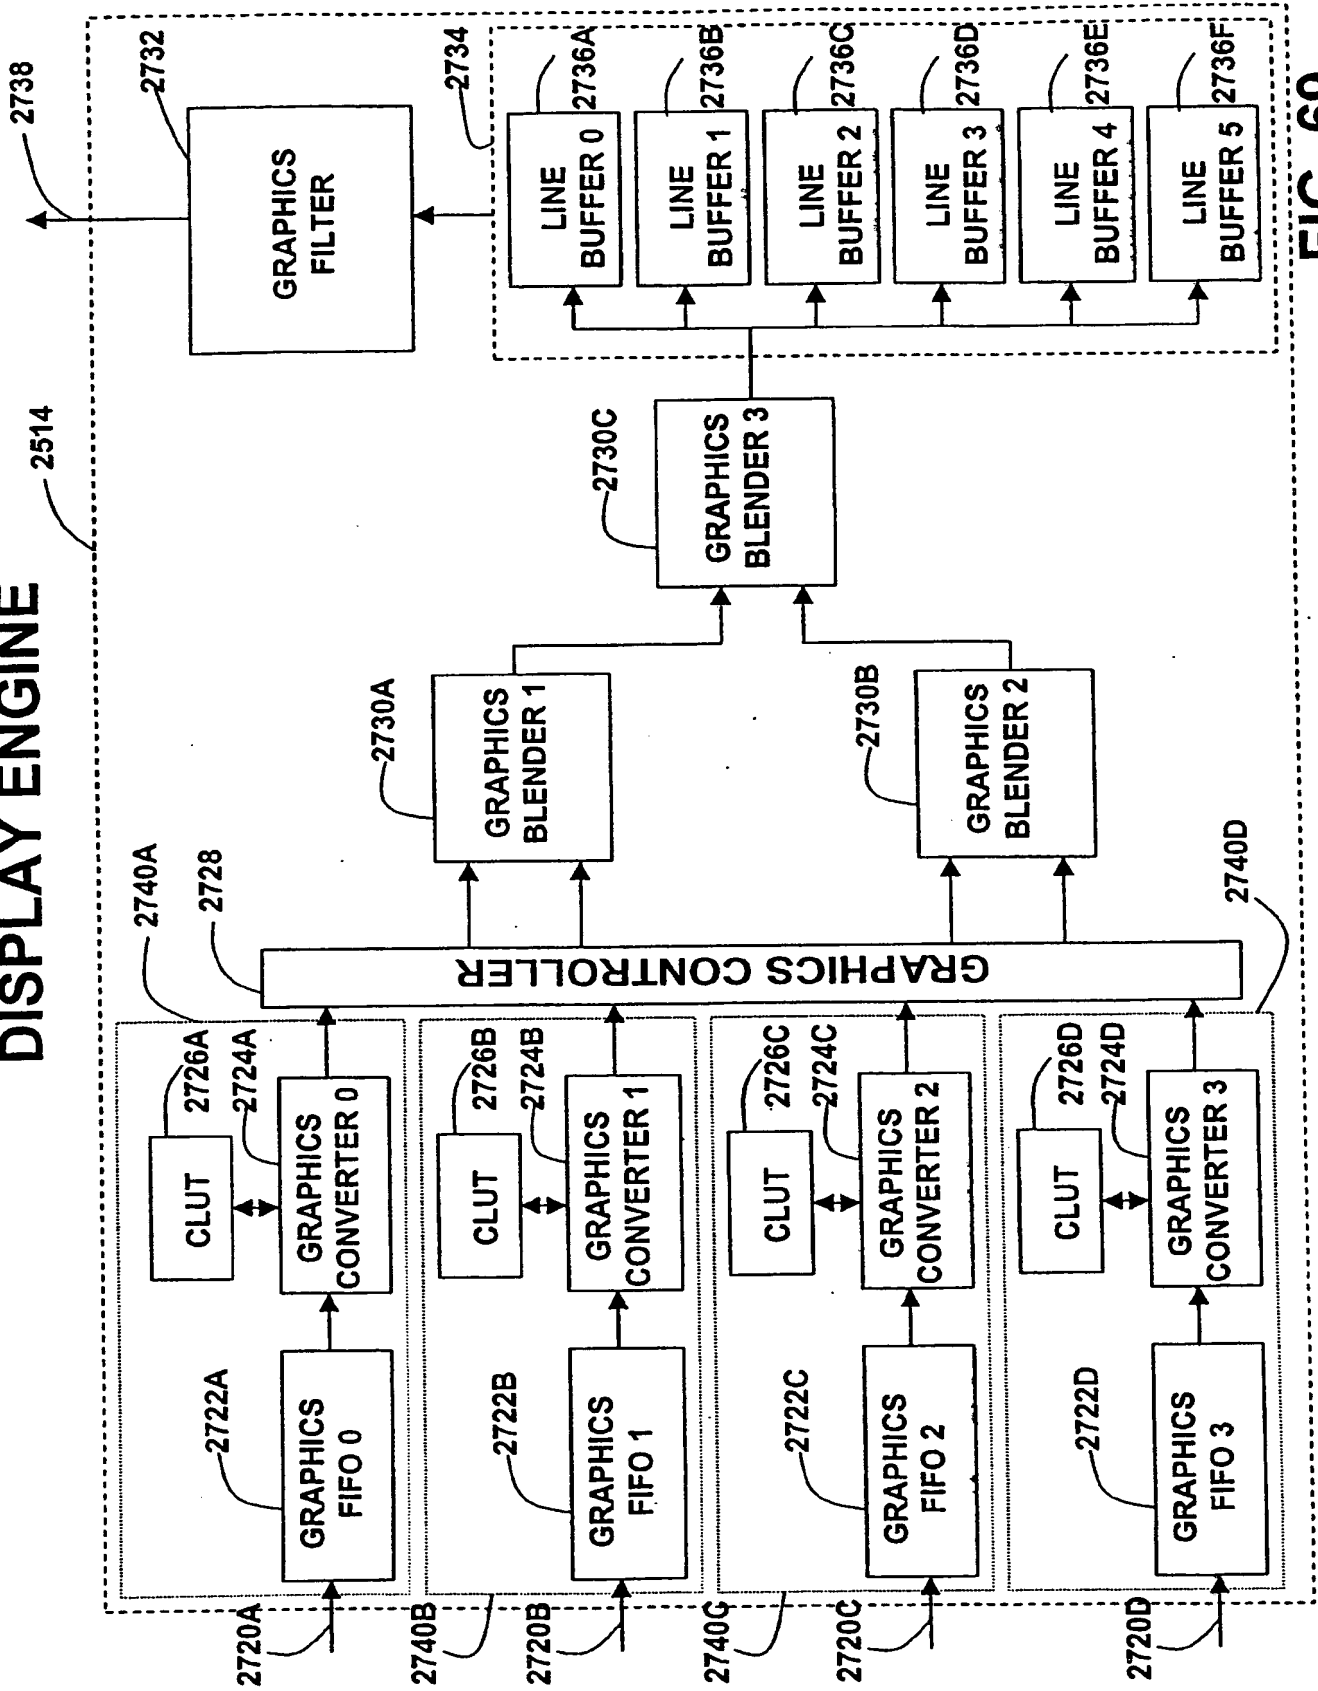 DISPLAY ENGINE
2514
2738
2732
GRAPHICS
FILTER
2734
2736A
LINE
BUFFER 0
2736B
LINE
BUFFER 1
2736C
LINE
BUFFER 2
2736D
LINE
BUFFER 3
2736E
LINE
BUFFER 4
2736F
LINE
BUFFER 5
2730C
GRAPHICS
BLENDER 3
2730A
GRAPHICS
BLENDER 1
2730B
GRAPHICS
BLENDER 2
2728
GRAPHICS CONTROLLER
2740A
2726A
CLUT
2724A
GRAPHICS
CONVERTER 0
2722A
GRAPHICS
FIFO 0
2720A
2740B
2726B
CLUT
2724B
GRAPHICS
CONVERTER 1
2722B
GRAPHICS
FIFO 1
2720B
2740C
2726C
CLUT
2724C
GRAPHICS
CONVERTER 2
2722C
GRAPHICS
FIFO 2
2720C
2740D
2726D
CLUT
2724D
GRAPHICS
CONVERTER 3
2722D
GRAPHICS
FIFO 3
2720D
FIG.